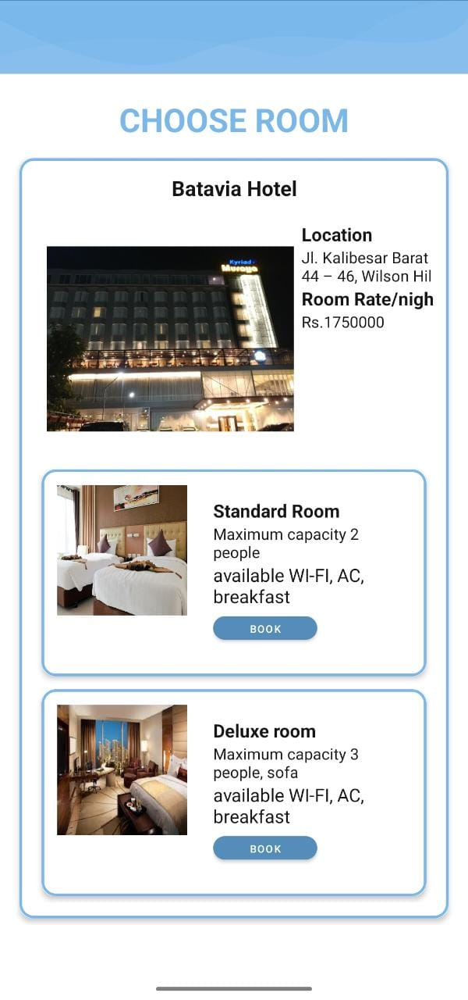 CHOOSE ROOM
Batavia Hotel
Location
Jl. Kalibesar Barat
44 – 46, Wilson Hil
Room Rate/nigh
Rs.1750000
Kyriad
Muraya
Standard Room
Maximum capacity 2
people
available WI-FI, AC,
breakfast
BOOK
Deluxe room
Maximum capacity 3
people, sofa
available WI-FI, AC,
breakfast
BOOK